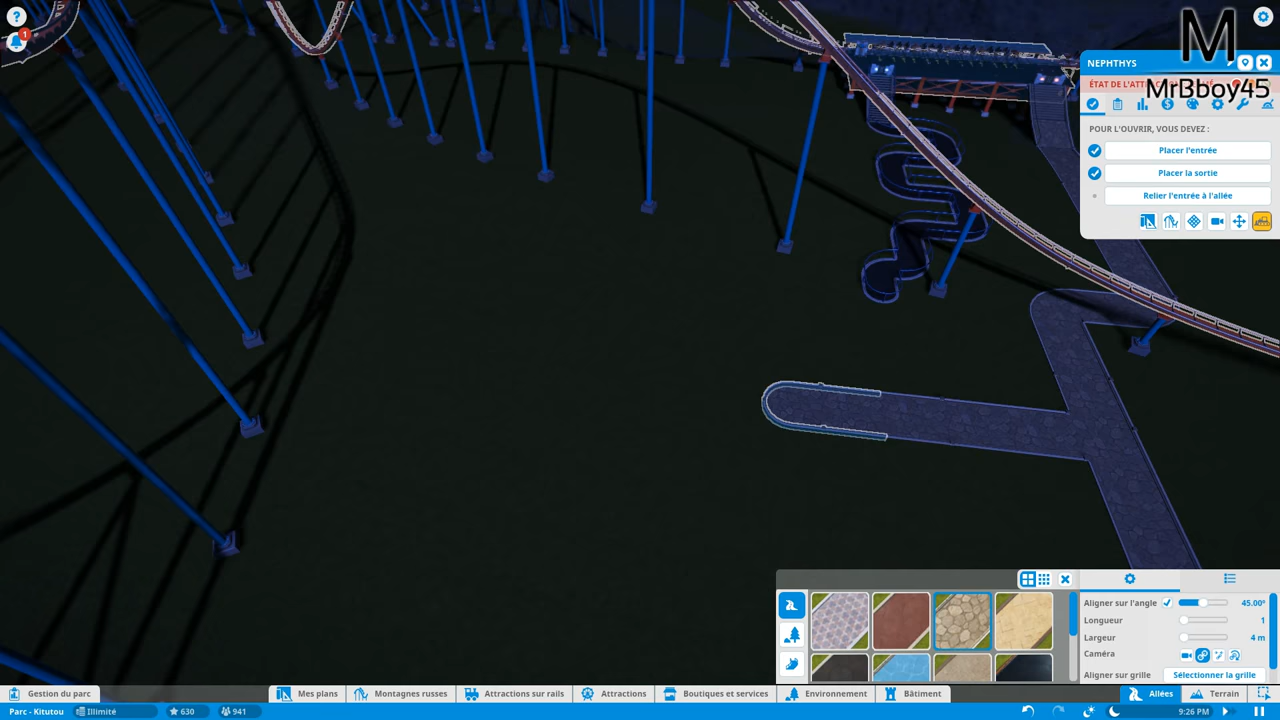 ?
1
M
MrBboy45
NEPHTHYS
ÉTAT DE L'ATT
POUR L'OUVRIR, VOUS DEVEZ :
Placer l'entrée
Placer la sortie
Relier l'entrée à l'allée
Aligner sur l'angle 45.00°
Longueur 1
Largeur 4 m
Caméra
Aligner sur grille Sélectionner la grille
Gestion du parc Mes plans Montagnes russes Attractions sur rails Attractions Boutiques et services Environnement Bâtiment Allées Terrain
Parc - Kitutou Illimité 630 941 9:26 PM